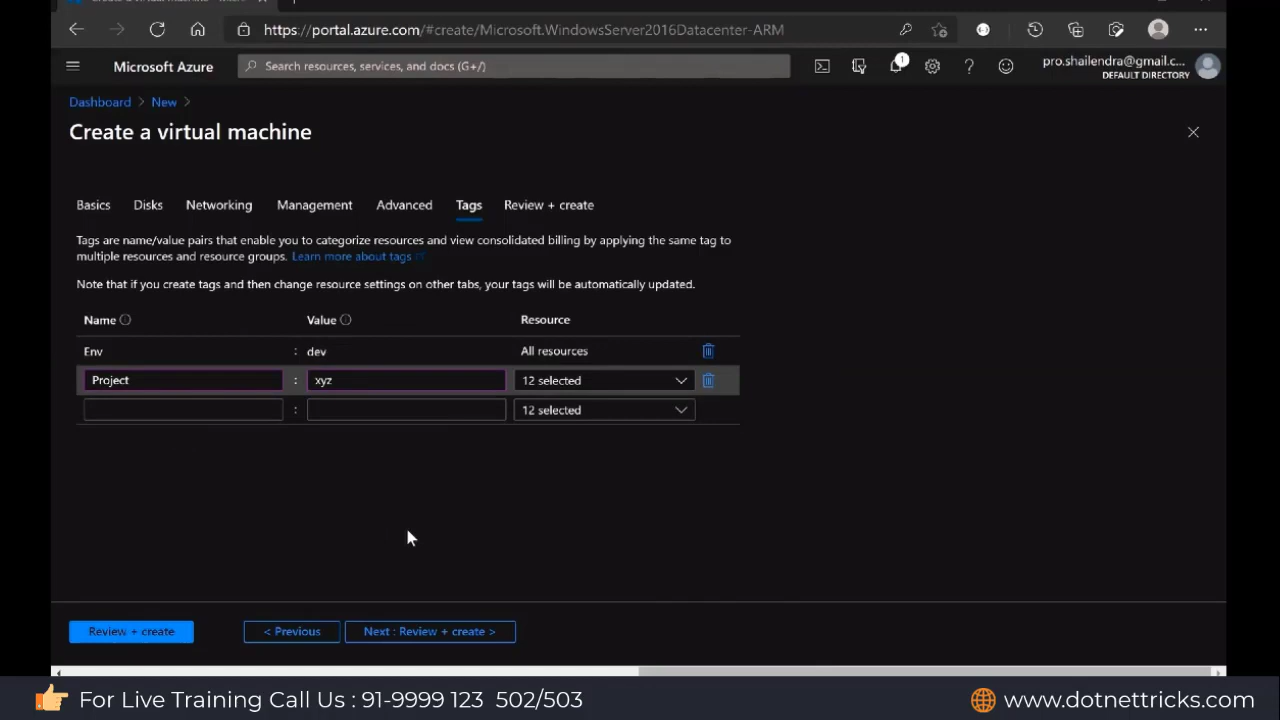 https://portal.azure.com/#create/Microsoft.WindowsServer2016Datacenter-ARM
Microsoft Azure
Search resources, services, and docs (G+/)
1
pro.shailendra@gmail.c...
DEFAULT DIRECTORY
Dashboard > New >
Create a virtual machine
Basics Disks Networking Management Advanced Tags Review + create
Tags are name/value pairs that enable you to categorize resources and view consolidated billing by applying the same tag to
multiple resources and resource groups. Learn more about tags
Note that if you create tags and then change resource settings on other tabs, your tags will be automatically updated.
Name Value Resource
Env : dev All resources
Project : xyz 12 selected
: 12 selected
Review + create < Previous Next : Review + create >
For Live Training Call Us : 91-9999 123 502/503 www.dotnettricks.com